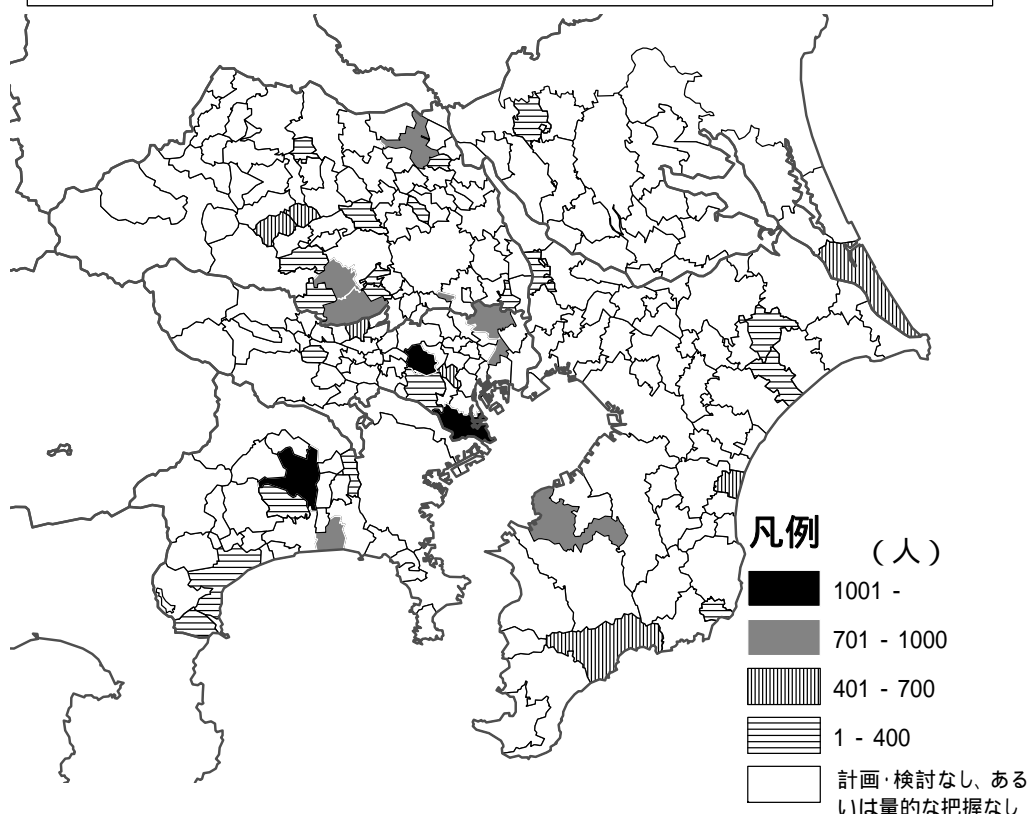 凡例 （人）
1001 -
701 - 1000
401 - 700
1 - 400
計画・検討なし、ある
いは量的な把握なし